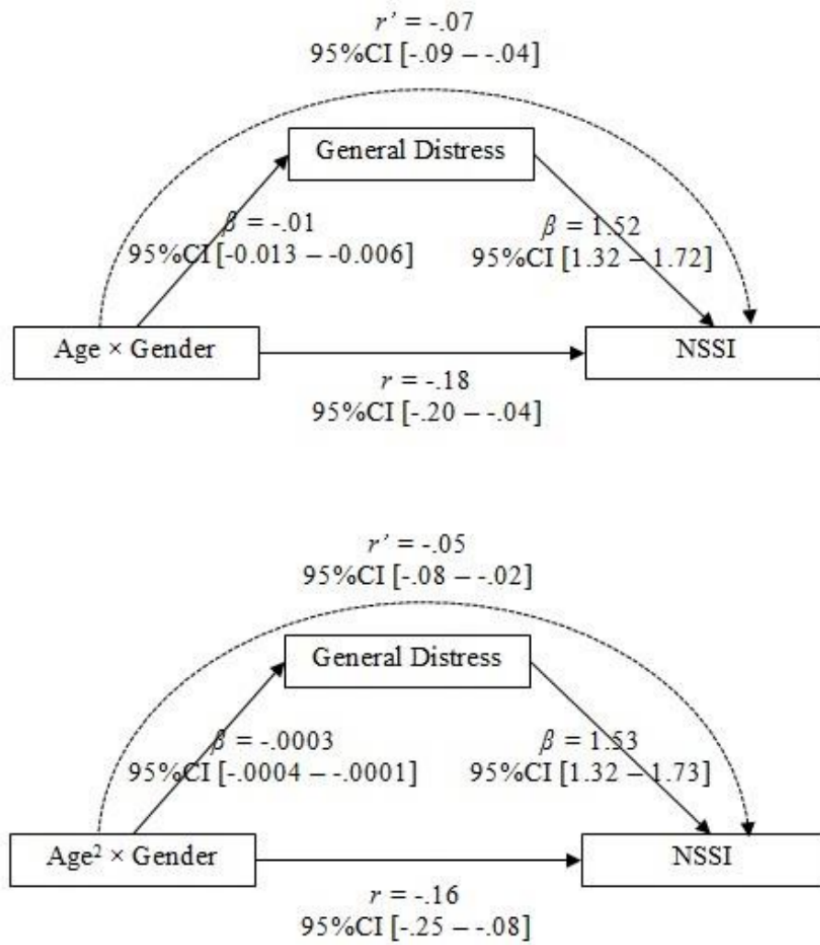 r’ = -.07
95%CI [-.09 – -.04]
General Distress
β = -.01
95%CI [-0.013 – -0.006]
β = 1.52
95%CI [1.32 – 1.72]
Age × Gender
NSSI
r = -.18
95%CI [-.20 – -.04]
r’ = -.05
95%CI [-.08 – -.02]
General Distress
β = -.0003
95%CI [-.0004 – -.0001]
β = 1.53
95%CI [1.32 – 1.73]
Age² × Gender
NSSI
r = -.16
95%CI [-.25 – -.08]